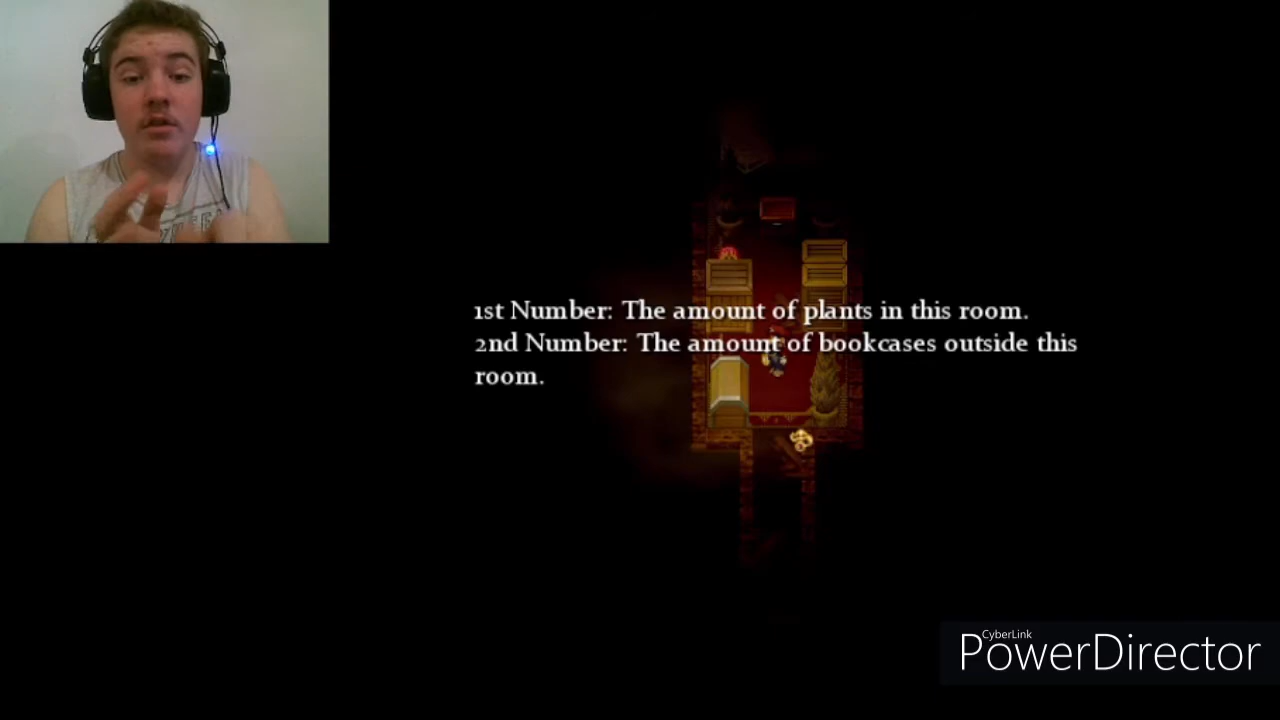 1st Number: The amount of plants in this room.
2nd Number: The amount of bookcases outside this
room.
CyberLink
PowerDirector